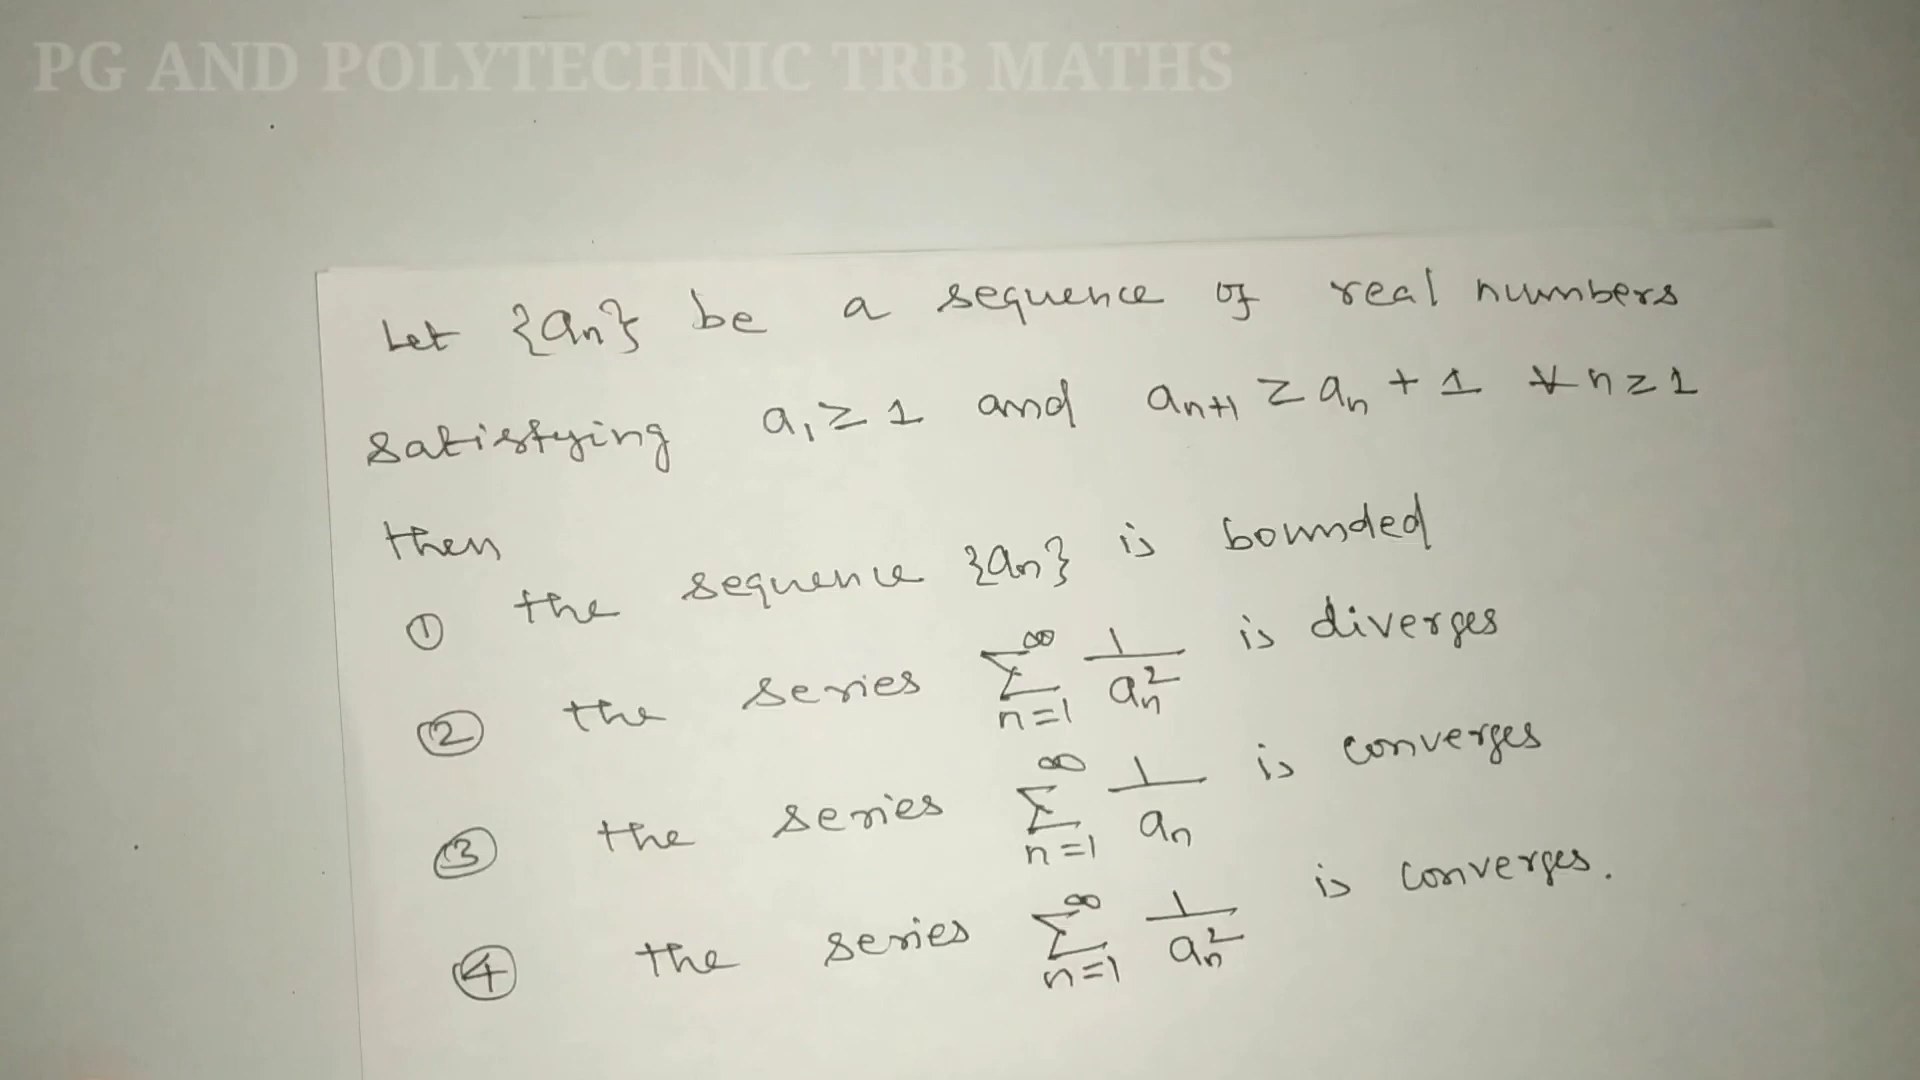 PG AND POLYTECHNIC TRB MATHS
Let {aₙ} be a sequence of real numbers
satisfying a₁ ≥ 1 and aₙ₊₁ ≥ aₙ + 1 ∀ n ≥ 1
then
① the sequence {aₙ} is bounded
② the series ∑_{n=1}^{∞} 1/aₙ² is diverges
③ the series ∑_{n=1}^{∞} 1/aₙ is converges
④ the series ∑_{n=1}^{∞} 1/aₙ² is converges.